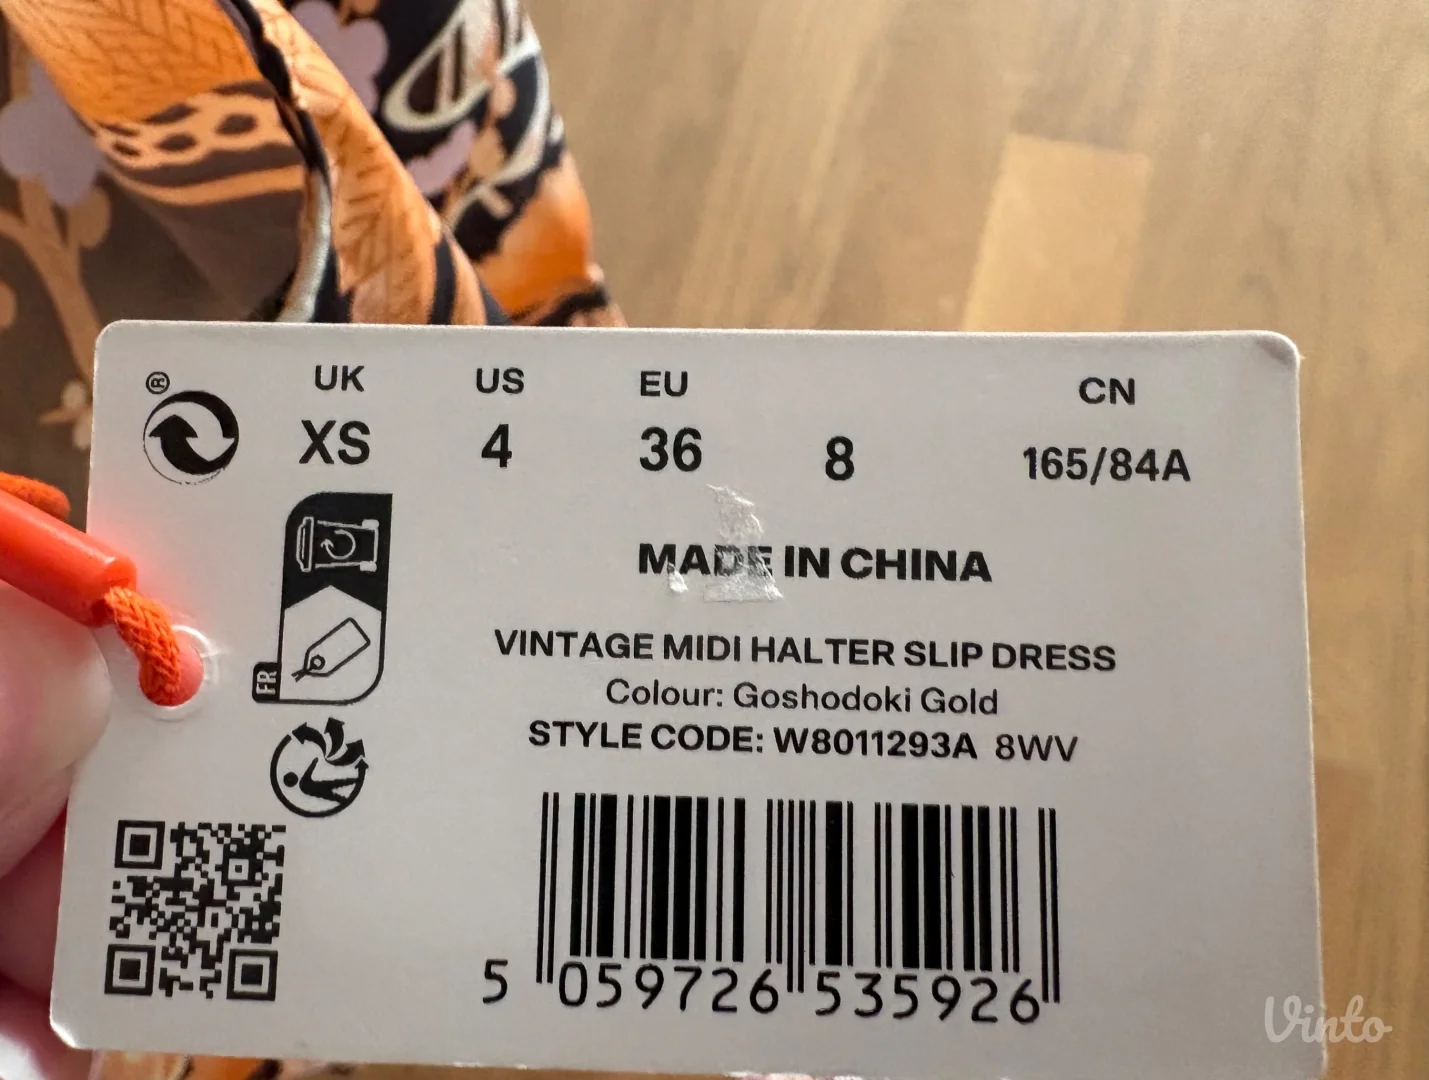 ®
UK US EU CN
XS 4 36 8 165/84A
MADE IN CHINA
FR
VINTAGE MIDI HALTER SLIP DRESS
Colour: Goshodoki Gold
STYLE CODE: W8011293A 8WV
5 059726 535926
Vinto